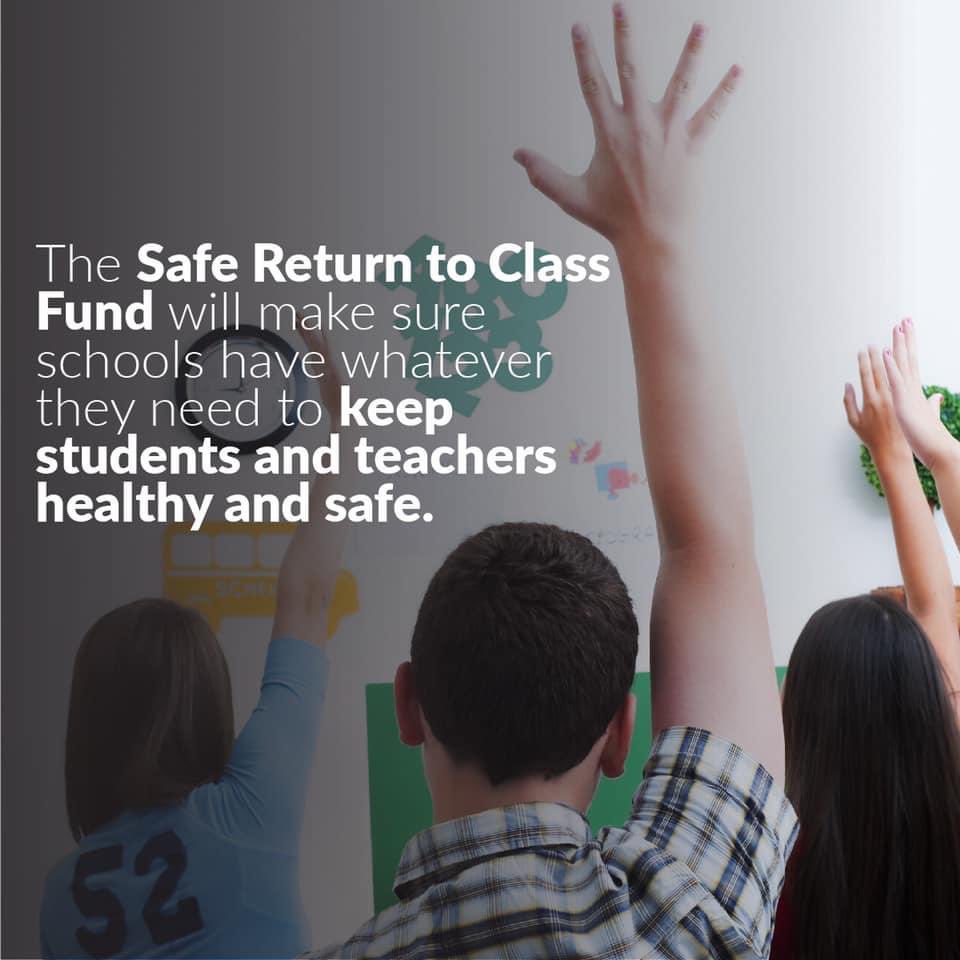 The Safe Return to Class
Fund will make sure
schools have whatever
they need to keep
students and teachers
healthy and safe.
SCHOOL
52